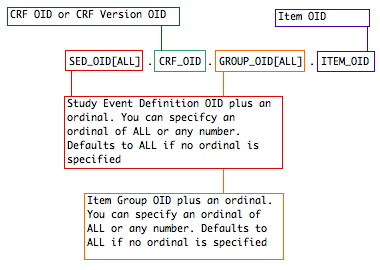 CRF OID or CRF Version OID
Item OID
SED_OID[ALL] . CRF_OID . GROUP_OID[ALL] . ITEM_OID
Study Event Definition OID plus an
ordinal. You can specifcy an
ordinal of ALL or any number.
Defaults to ALL if no ordinal is
specified
Item Group OID plus an ordinal.
You can specify an ordinal of
ALL or any number. Defaults to
ALL if no ordinal is specified